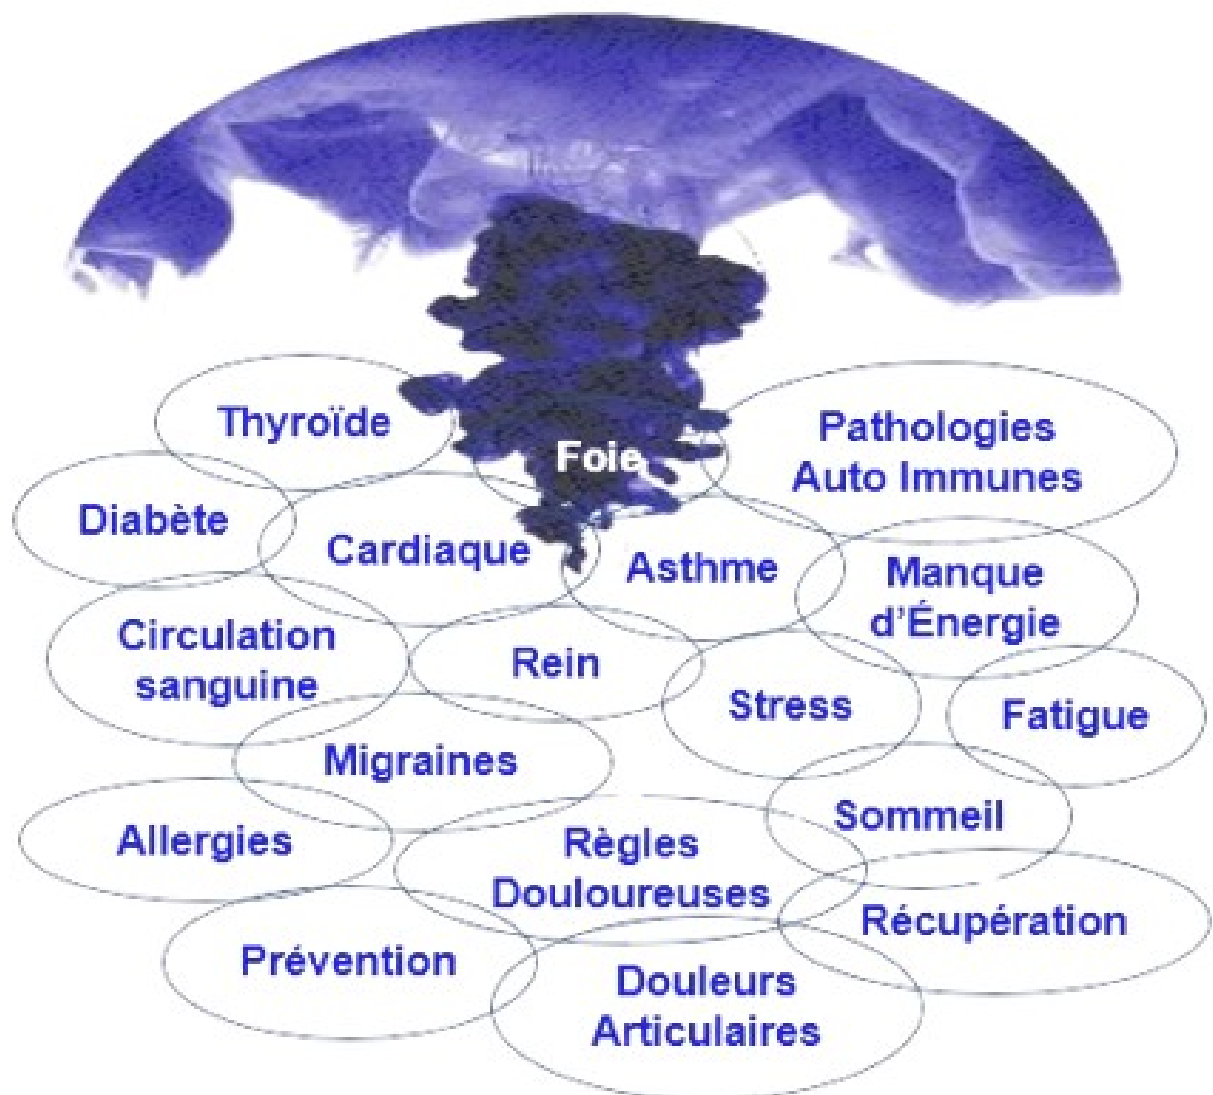 Thyroïde
Foie
Pathologies
Auto Immunes
Diabète
Cardiaque
Asthme
Manque
d'Énergie
Circulation
sanguine
Rein
Stress
Fatigue
Migraines
Sommeil
Allergies
Règles
Douloureuses
Récupération
Prévention
Douleurs
Articulaires